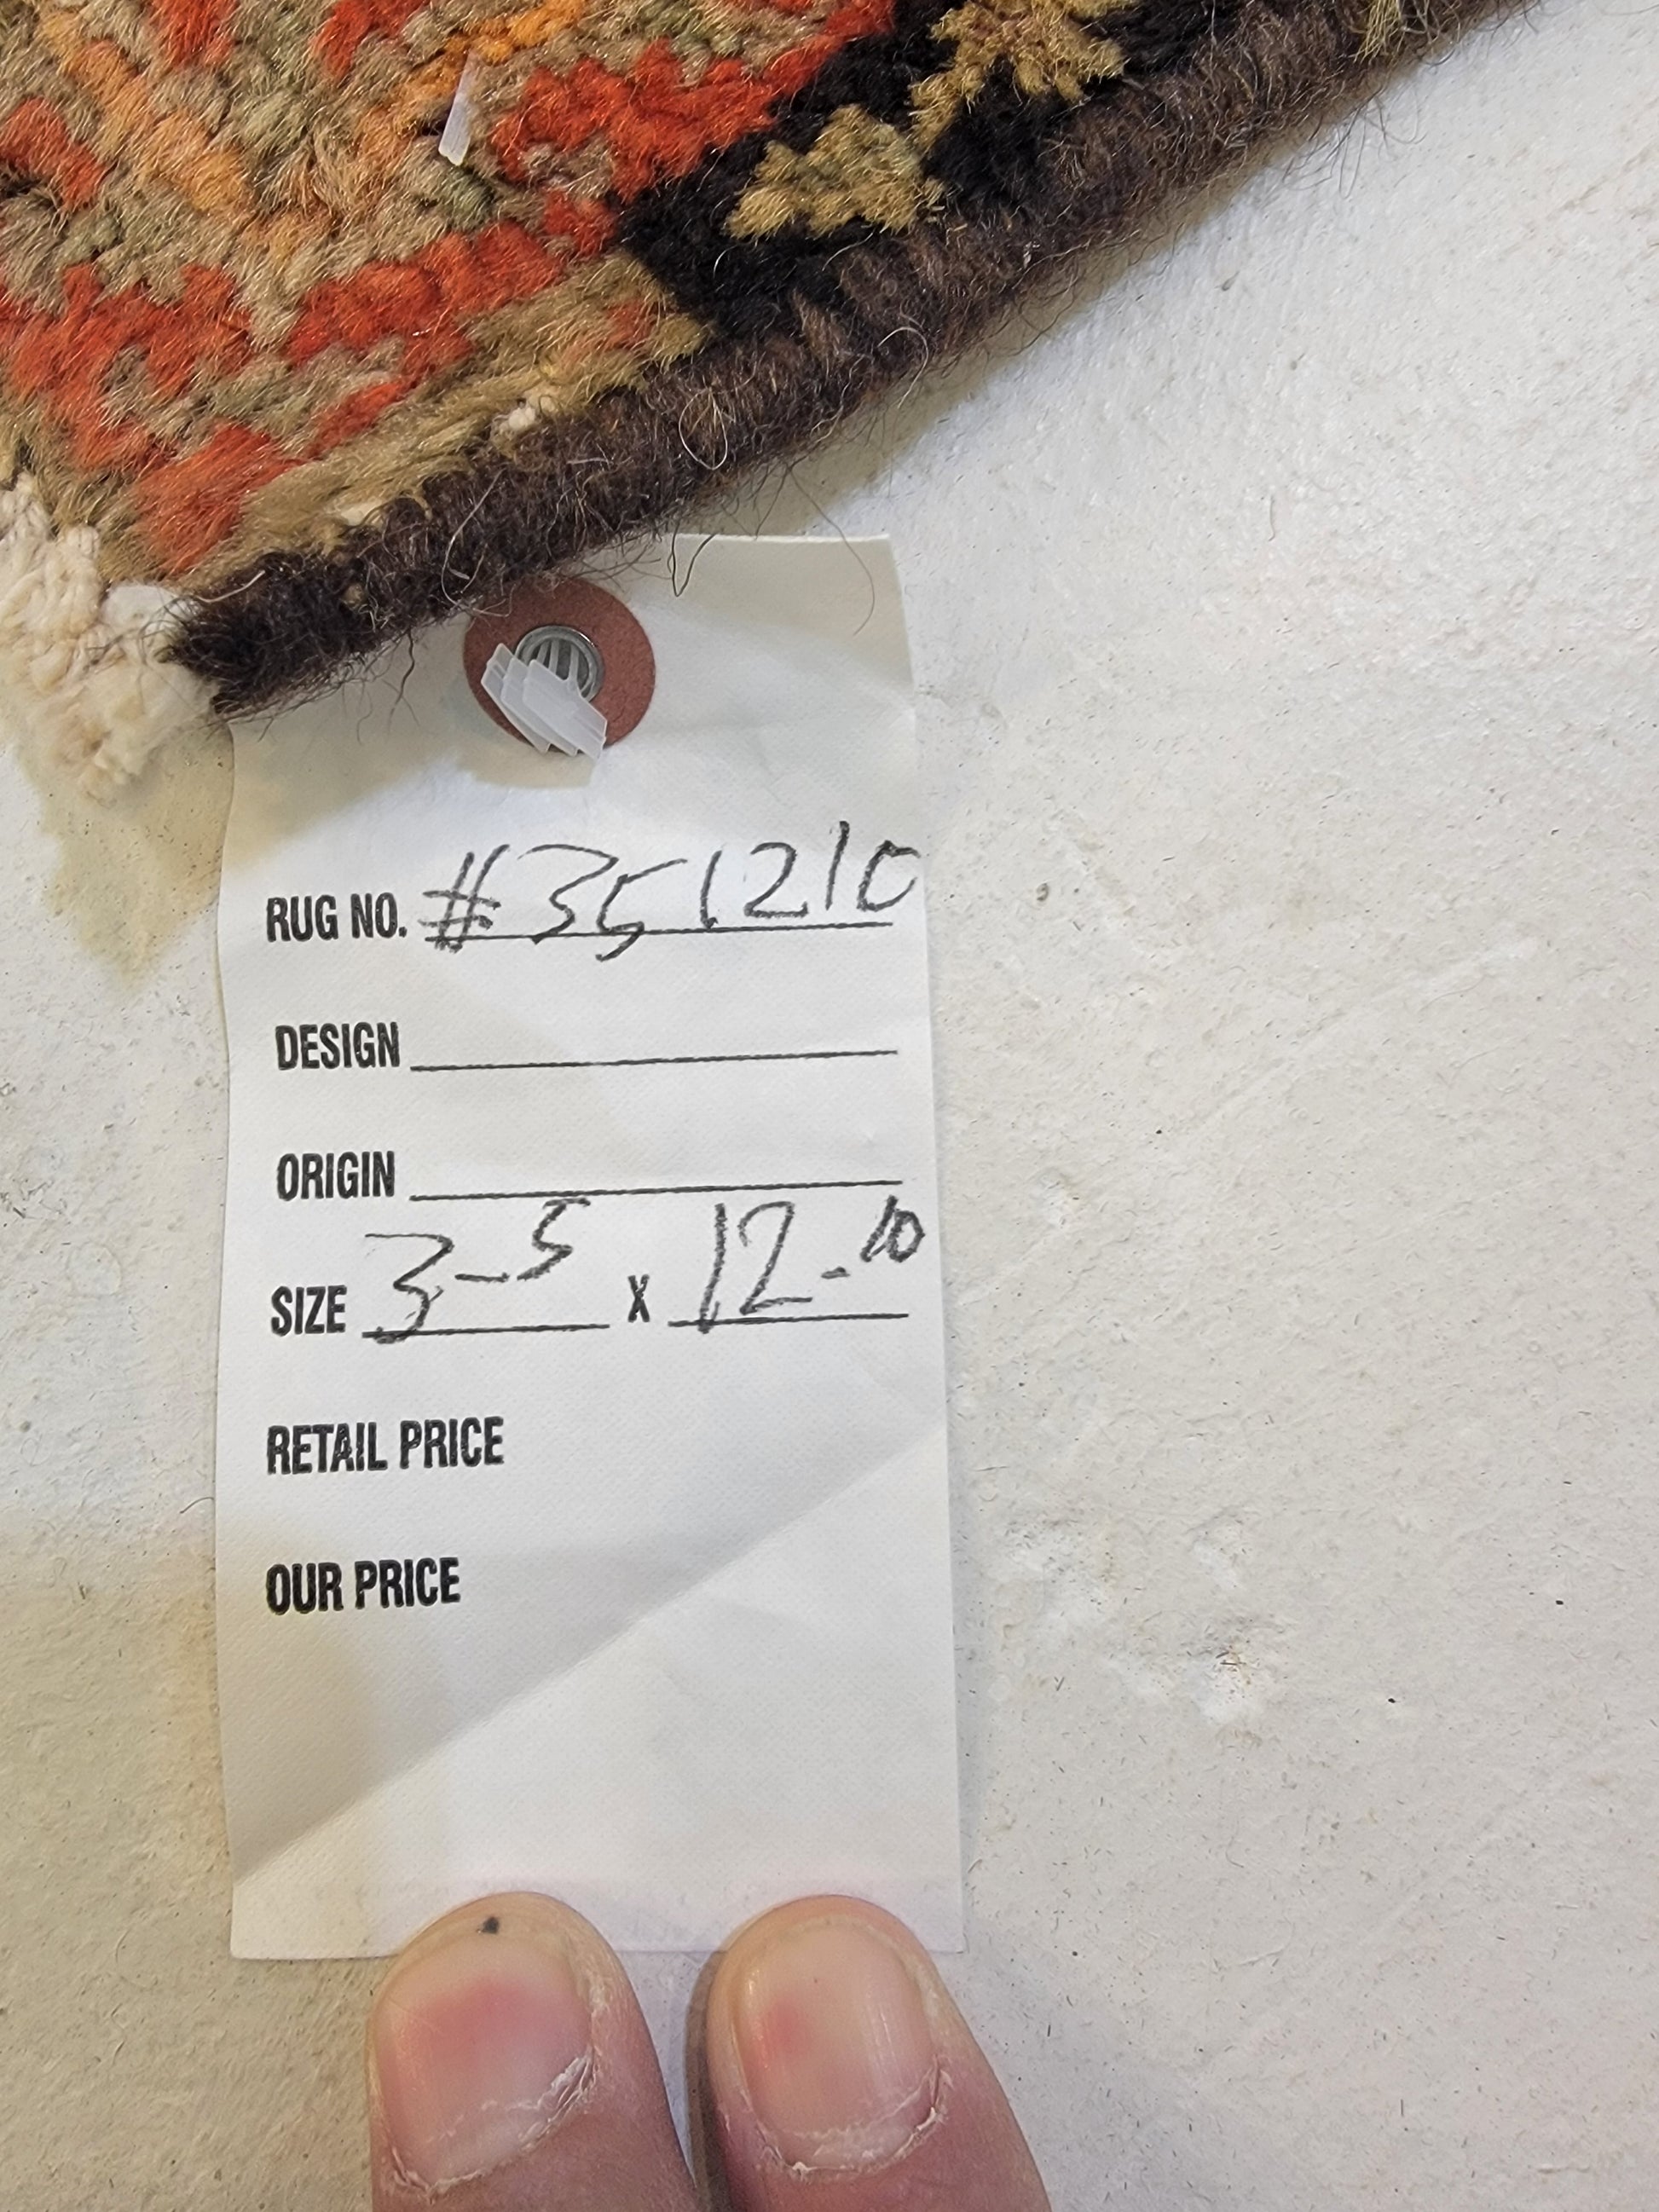 RUG NO. #351210
DESIGN
ORIGIN
SIZE 3-5 X 12-10
RETAIL PRICE
OUR PRICE